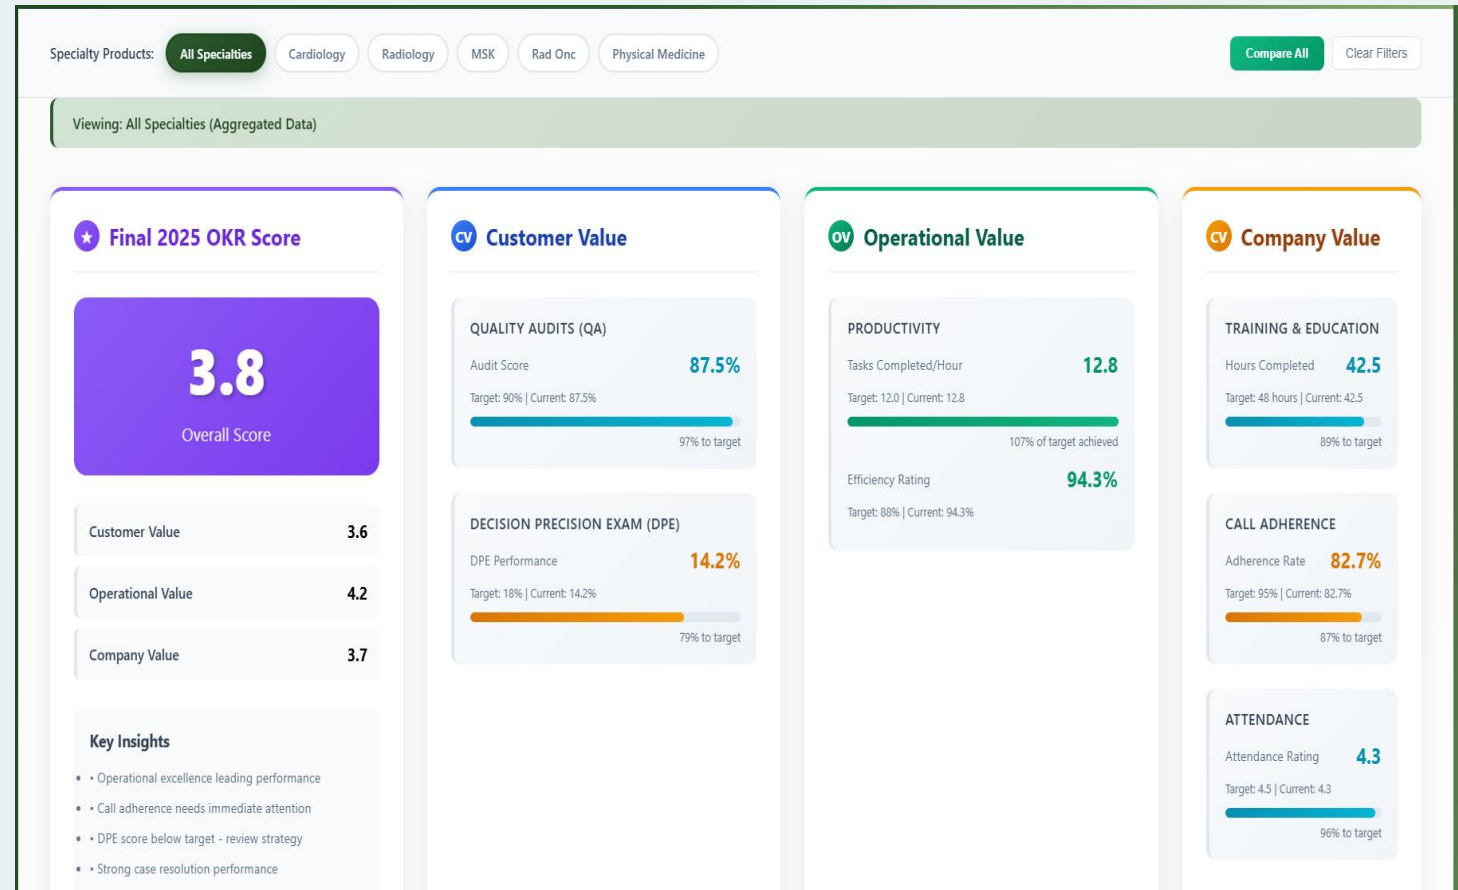 Specialty Products: All Specialties Cardiology Radiology MSK Rad Onc Physical Medicine Compare All Clear Filters
Viewing: All Specialties (Aggregated Data)
★ Final 2025 OKR Score
3.8
Overall Score
Customer Value 3.6
Operational Value 4.2
Company Value 3.7
Key Insights
• • Operational excellence leading performance
• • Call adherence needs immediate attention
• • DPE score below target - review strategy
• • Strong case resolution performance
CV Customer Value
QUALITY AUDITS (QA)
Audit Score 87.5%
Target: 90% | Current: 87.5%
97% to target
DECISION PRECISION EXAM (DPE)
DPE Performance 14.2%
Target: 18% | Current: 14.2%
79% to target
OV Operational Value
PRODUCTIVITY
Tasks Completed/Hour 12.8
Target: 12.0 | Current: 12.8
107% of target achieved
Efficiency Rating 94.3%
Target: 88% | Current: 94.3%
CV Company Value
TRAINING & EDUCATION
Hours Completed 42.5
Target: 48 hours | Current: 42.5
89% to target
CALL ADHERENCE
Adherence Rate 82.7%
Target: 95% | Current: 82.7%
87% to target
ATTENDANCE
Attendance Rating 4.3
Target: 4.5 | Current: 4.3
96% to target